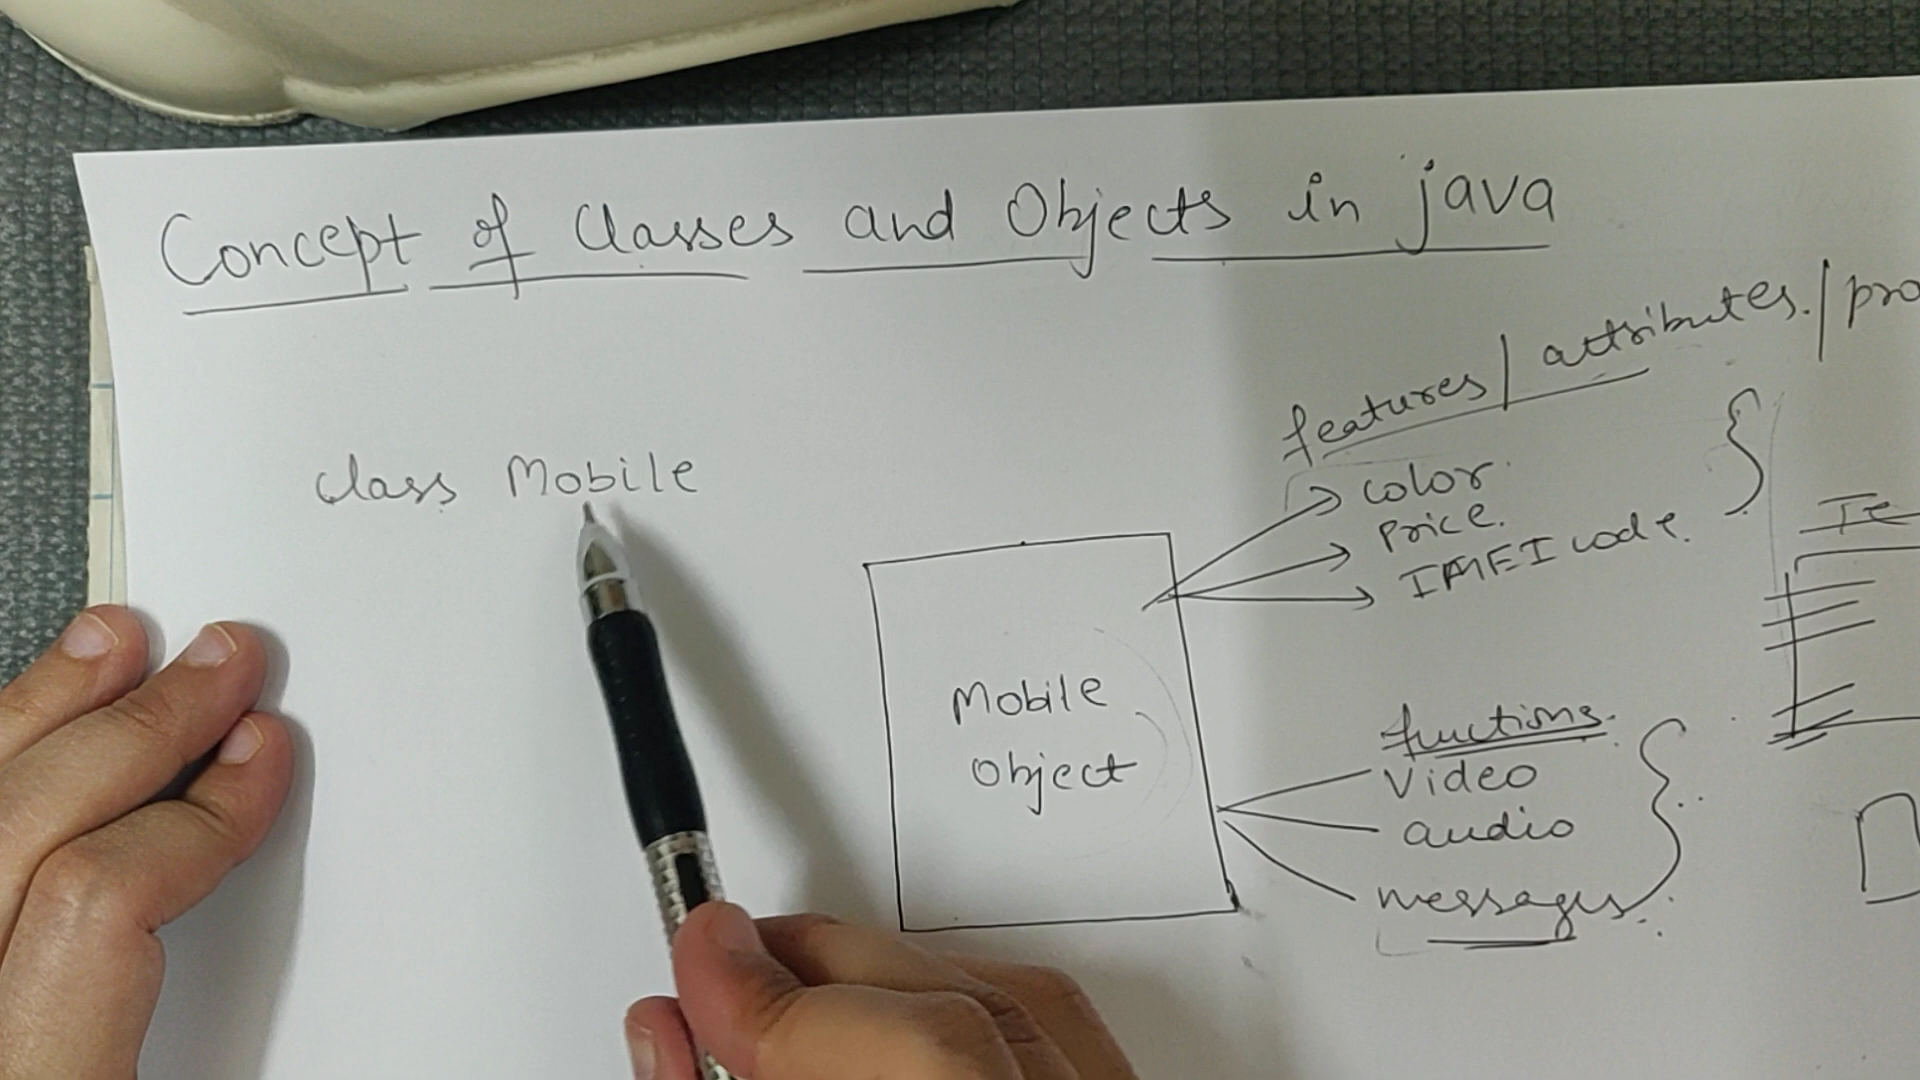 Concept of Classes and Objects in java
features / attributes. / pro
class Mobile
color
Price.
IMEI code.
Mobile
object
functions.
Video
audio
messages